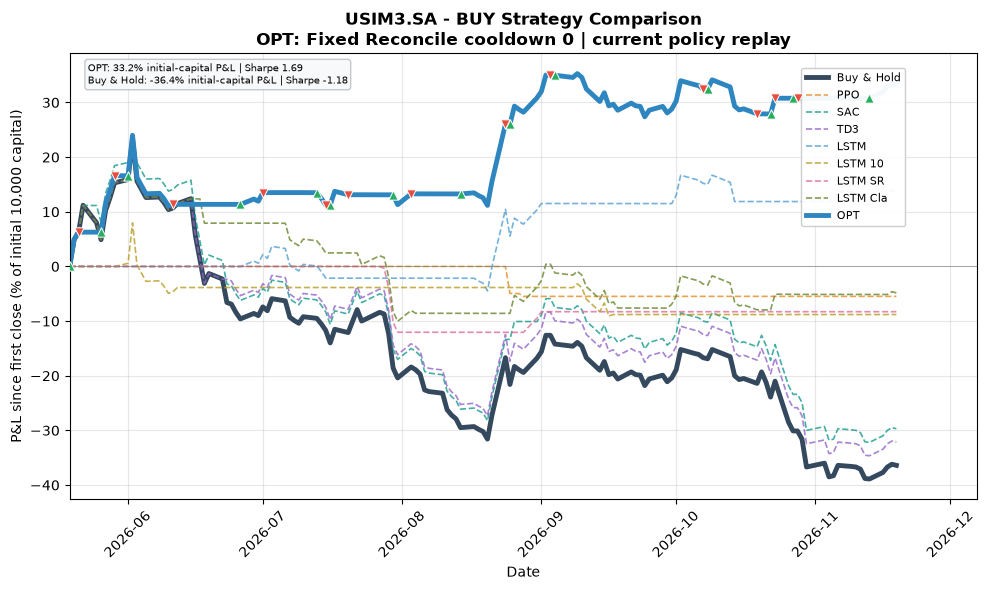 USIM3.SA - BUY Strategy Comparison
OPT: Fixed Reconcile cooldown 0 | current policy replay
OPT: 33.2% initial-capital P&L | Sharpe 1.69
Buy & Hold: -36.4% initial-capital P&L | Sharpe -1.18
Buy & Hold
PPO
SAC
TD3
LSTM
LSTM 10
LSTM SR
LSTM Cla
OPT
P&L since first close (% of initial 10,000 capital)
30
20
10
0
−10
−20
−30
−40
2026-06
2026-07
2026-08
2026-09
2026-10
2026-11
2026-12
Date